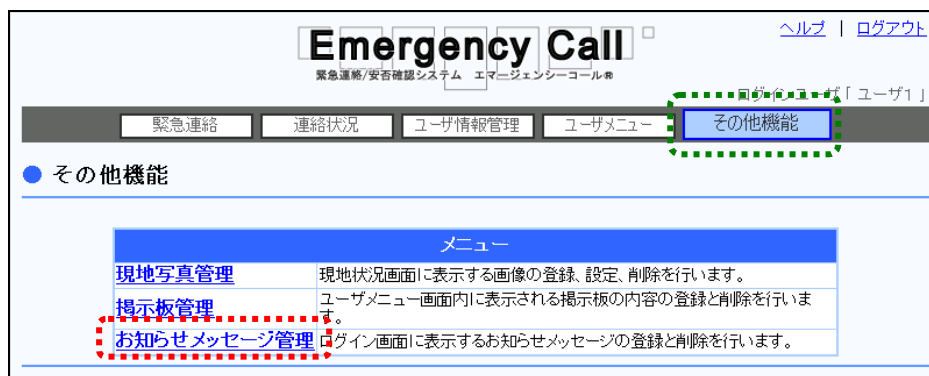 ヘルプ | ログアウト
Emergency Call
緊急連絡/安否確認システム エマージェンシーコール®
ログインユーザ「 ユーザ1 」
緊急連絡 連絡状況 ユーザ情報管理 ユーザメニュー その他機能
その他機能
メニュー
現地写真管理 現地状況画面に表示する画像の登録、設定、削除を行います。
掲示板管理 ユーザメニュー画面内に表示される掲示板の内容の登録と削除を行いま
す。
お知らせメッセージ管理 ログイン画面に表示するお知らせメッセージの登録と削除を行います。